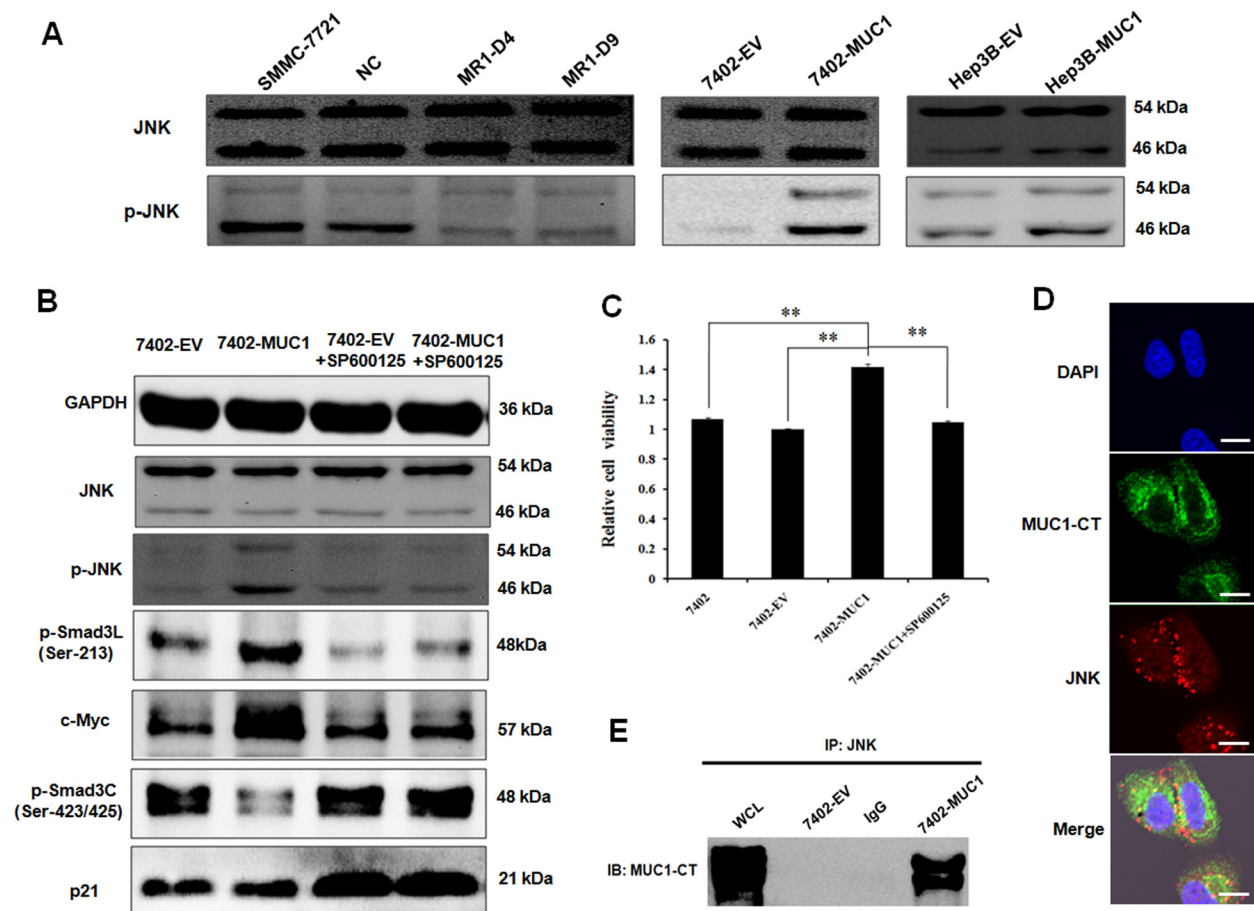 A
SMMC-7721 NC MR1-D4 MR1-D9 7402-EV 7402-MUC1 Hep3B-EV Hep3B-MUC1
JNK 54 kDa
46 kDa
p-JNK 54 kDa
46 kDa
B
7402-EV 7402-MUC1 7402-EV 7402-MUC1
+SP600125 +SP600125
GAPDH 36 kDa
JNK 54 kDa
46 kDa
p-JNK 54 kDa
46 kDa
p-Smad3L
(Ser-213) 48kDa
c-Myc 57 kDa
p-Smad3C
(Ser-423/425) 48 kDa
p21 21 kDa
C
** ** **
Relative cell viability
1.6
1.4
1.2
1
0.8
0.6
0.4
0.2
0
7402 7402-EV 7402-MUC1 7402-MUC1+SP600125
D
DAPI
MUC1-CT
JNK
Merge
E
IP: JNK
WCL 7402-EV IgG 7402-MUC1
IB: MUC1-CT